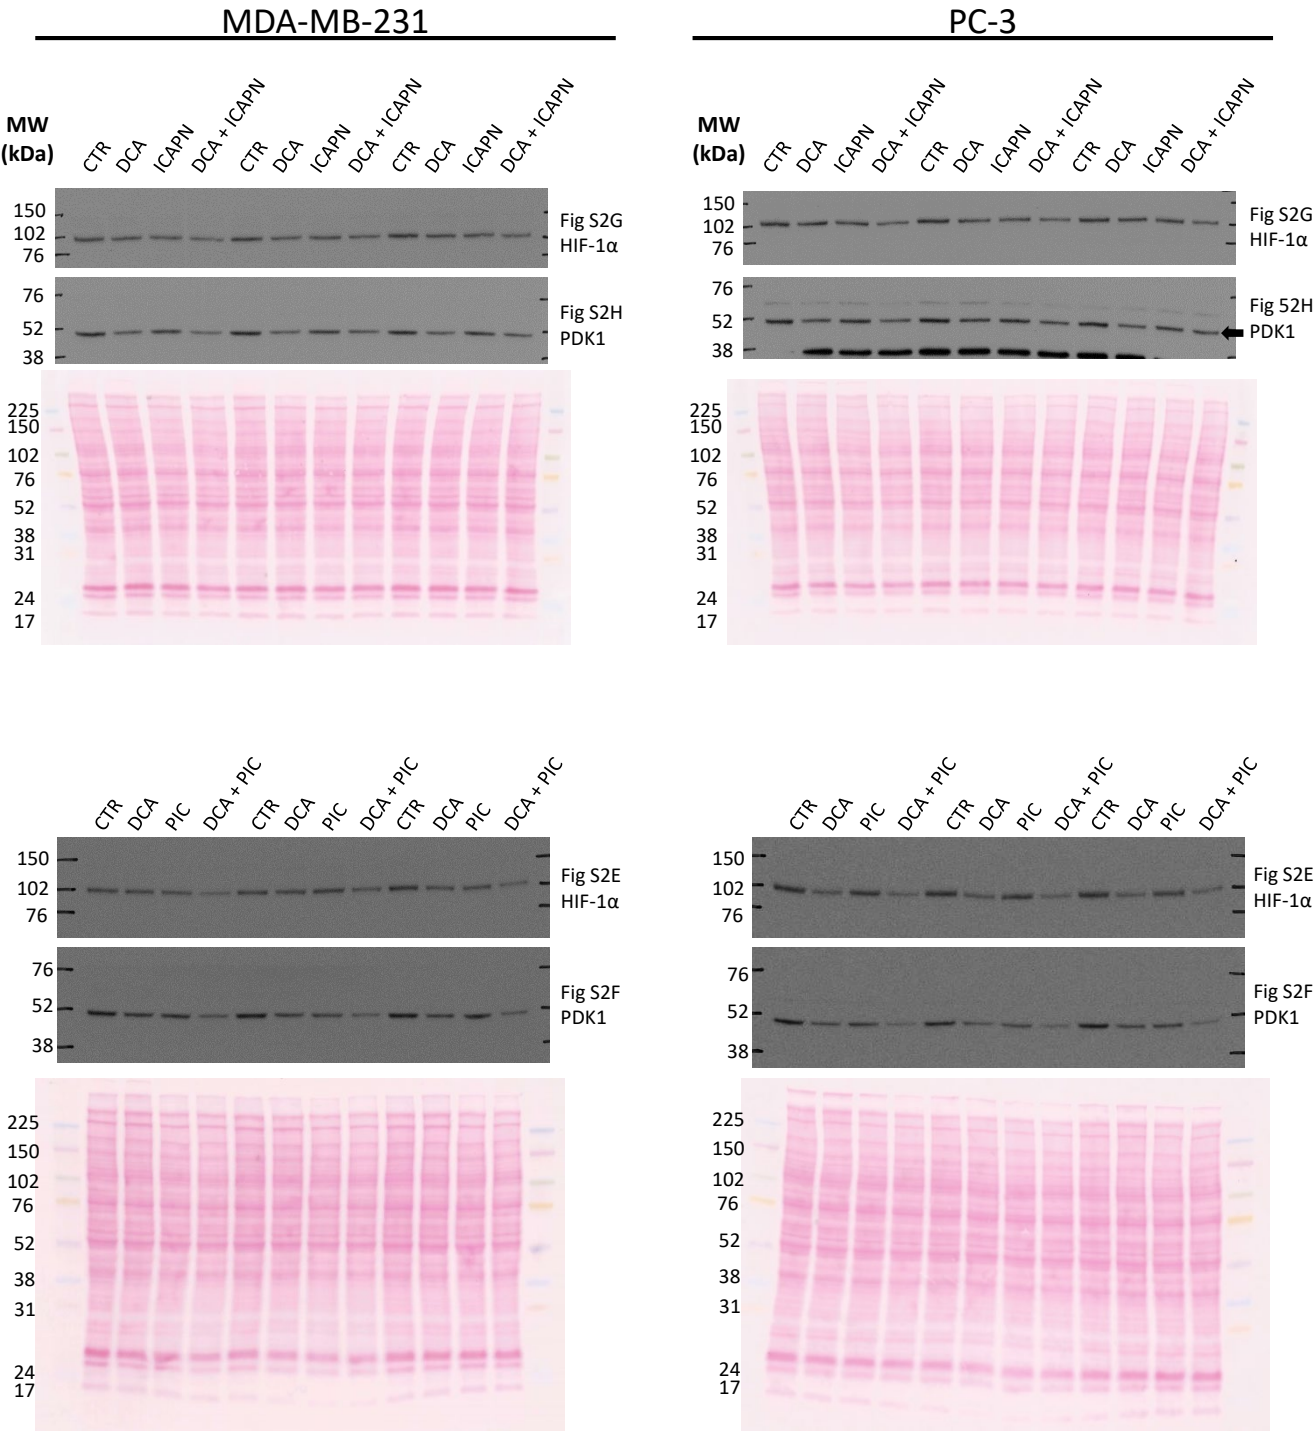 MDA-MB-231
PC-3
MW
(kDa)
CTR DCA ICAPN DCA + ICAPN CTR DCA ICAPN DCA + ICAPN CTR DCA ICAPN DCA + ICAPN
150
102
76
Fig S2G
HIF-1α
76
52
38
Fig S2H
PDK1
225
150
102
76
52
38
31
24
17
MW
(kDa)
CTR DCA ICAPN DCA + ICAPN CTR DCA ICAPN DCA + ICAPN CTR DCA ICAPN DCA + ICAPN
150
102
76
Fig S2G
HIF-1α
76
52
38
Fig 52H
PDK1
225
150
102
76
52
38
31
24
17
CTR DCA PIC DCA + PIC CTR DCA PIC DCA + PIC CTR DCA PIC DCA + PIC
150
102
76
Fig S2E
HIF-1α
76
52
38
Fig S2F
PDK1
225
150
102
76
52
38
31
24
17
CTR DCA PIC DCA + PIC CTR DCA PIC DCA + PIC CTR DCA PIC DCA + PIC
150
102
76
Fig S2E
HIF-1α
76
52
38
Fig S2F
PDK1
225
150
102
76
52
38
31
24
17